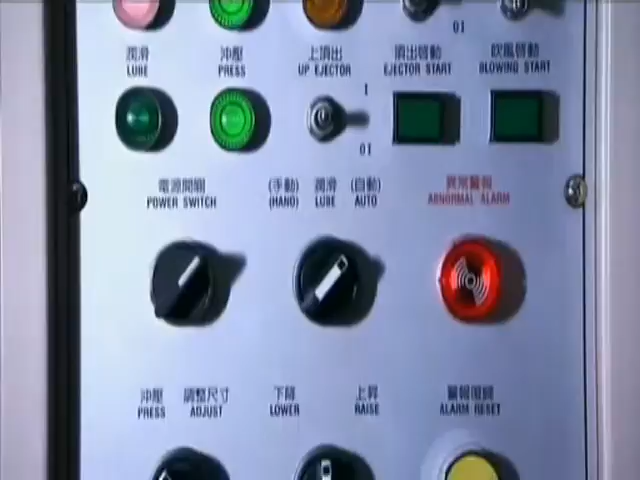 01
潤滑 沖壓 上頂出 頂出啓動 吹風啓動
LUBE PRESS UP EJECTOR EJECTOR START BLOWING START
I
01
電源開關 (手動) 潤滑 (自動) 異常警報
POWER SWITCH (HAND) LUBE AUTO ABNORMAL ALARM
沖壓 調整尺寸 下降 上昇 警報復歸
PRESS ADJUST LOWER RAISE ALARM RESET